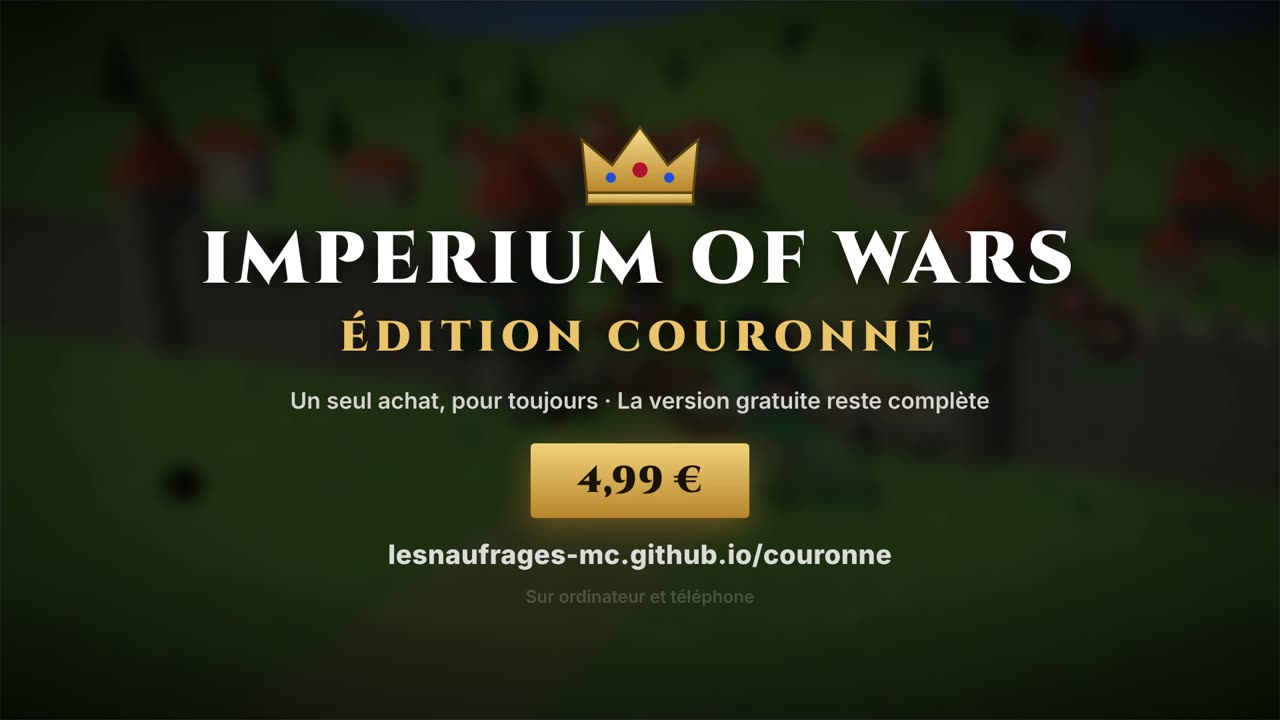 IMPERIUM OF WARS
ÉDITION COURONNE
Un seul achat, pour toujours · La version gratuite reste complète
4,99 €
lesnaufrages-mc.github.io/couronne
Sur ordinateur et téléphone